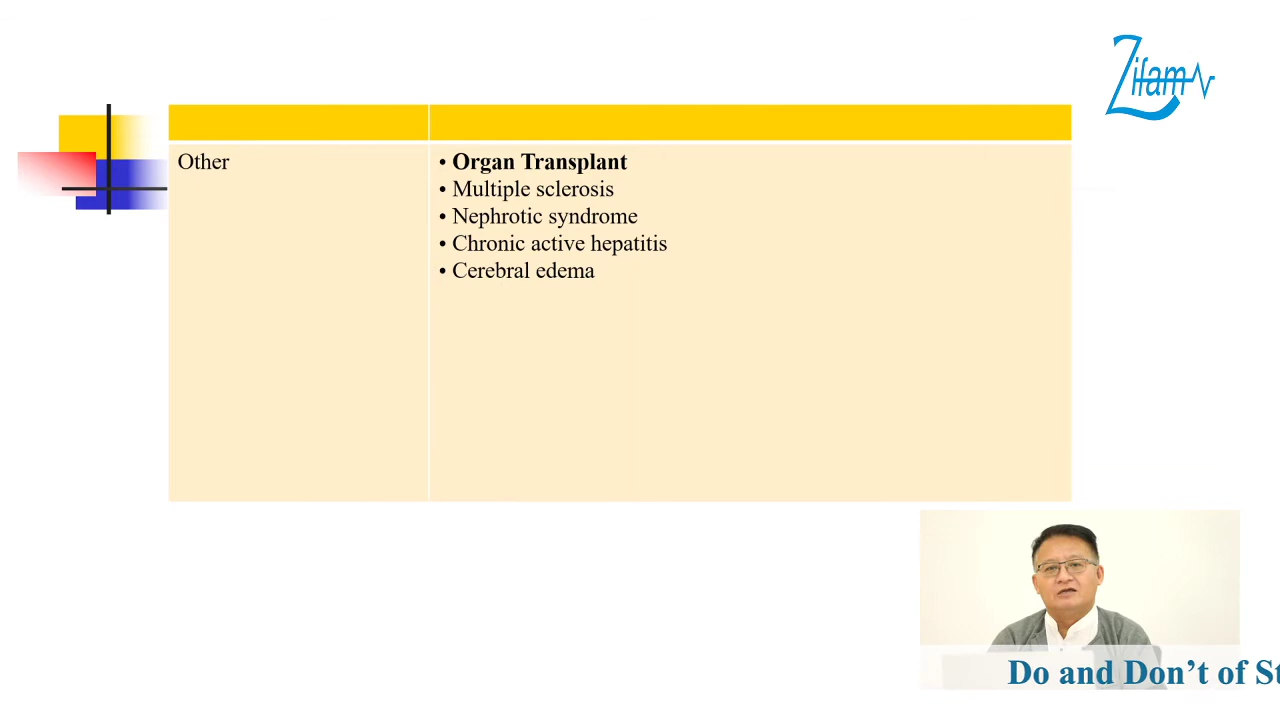 Zifam
Other
• Organ Transplant
• Multiple sclerosis
• Nephrotic syndrome
• Chronic active hepatitis
• Cerebral edema
Do and Don’t of St